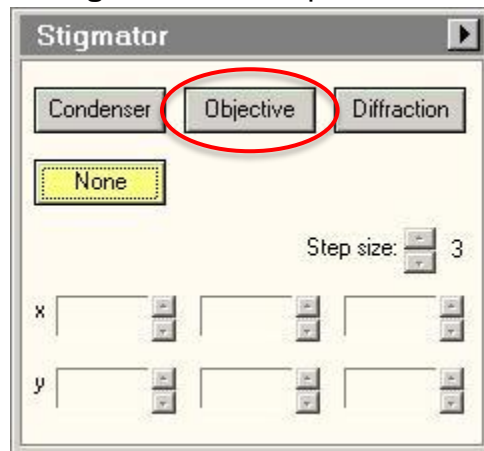 Stigmator
Condenser Objective Diffraction
None
Step size: 3
x
y